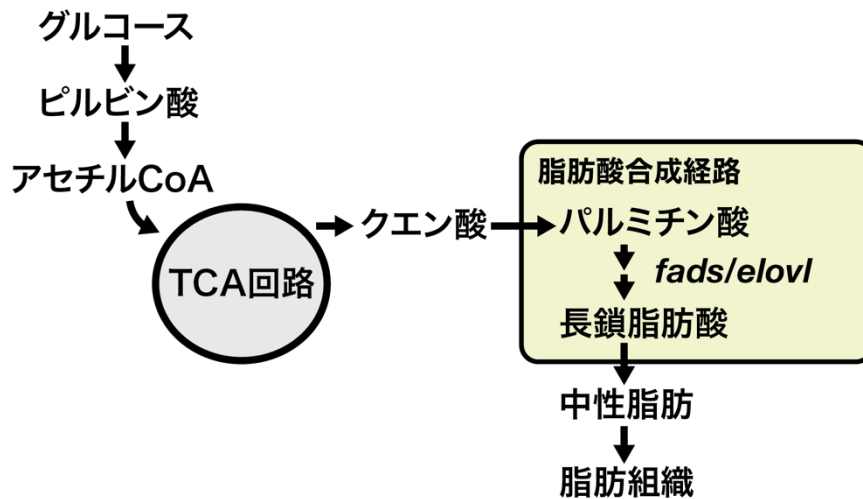 グルコース
ピルビン酸
アセチルCoA
TCA回路
クエン酸
脂肪酸合成経路
パルミチン酸
fads/elovl
長鎖脂肪酸
中性脂肪
脂肪組織